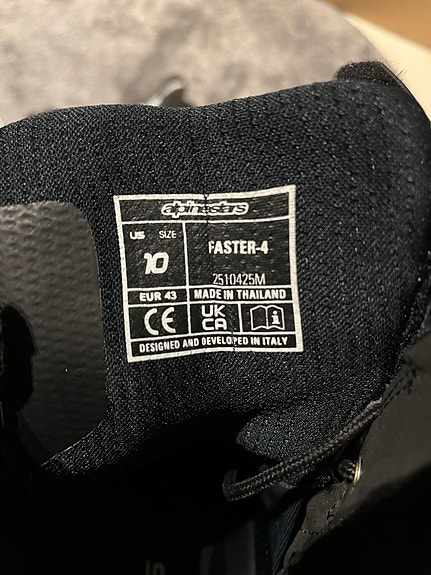 alpinestars
US SIZE
10
FASTER-4
2510425M
EUR 43
MADE IN THAILAND
CE
UK
CA
i
DESIGNED AND DEVELOPED IN ITALY